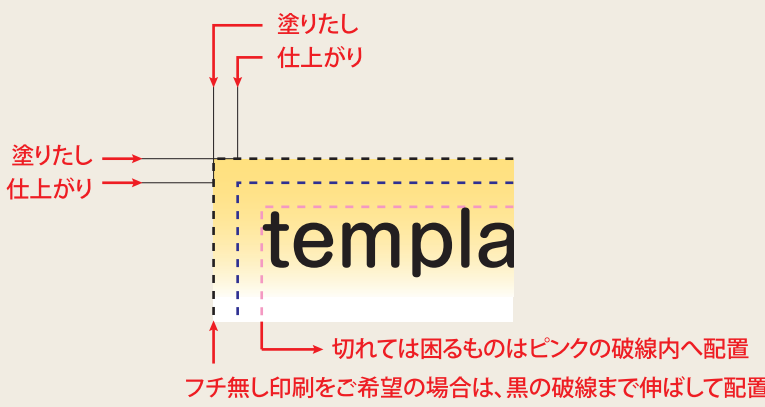 塗りたし
仕上がり
塗りたし
仕上がり
templa
切れては困るものはピンクの破線内へ配置
フチ無し印刷をご希望の場合は、黒の破線まで伸ばして配置